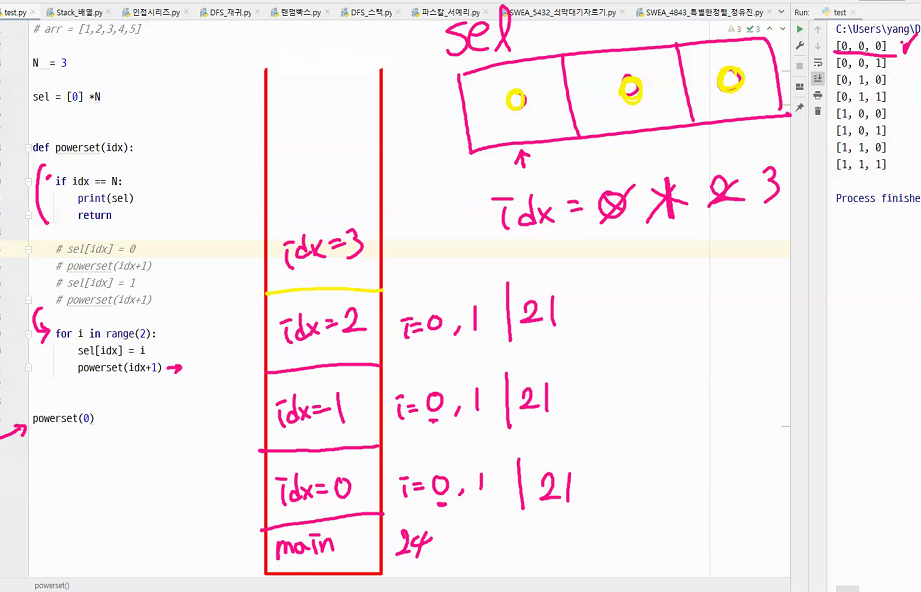 test.py
Stack_배열.py
인접시리즈.py
DFS_재귀.py
랜덤박스.py
DFS_스택.py
파스칼_서메리.py
SWEA_5432_쇠막대기자르기.py
SWEA_4843_특별한정렬_정유진.py
Run:
test
# arr = [1,2,3,4,5]
N = 3
sel = [0] *N
def powerset(idx):
if idx == N:
print(sel)
return
# sel[idx] = 0
# powerset(idx+1)
# sel[idx] = 1
# powerset(idx+1)
for i in range(2):
sel[idx] = i
powerset(idx+1)
powerset(0)
powerset()
sel
0 0 0
idx = 0 1 2 3
idx=3
idx=2 i=0, 1 | 21
idx=1 i=0, 1 | 21
idx=0 i=0, 1 | 21
main 24
3 3
C:\Users\yang\D
[0, 0, 0]
[0, 0, 1]
[0, 1, 0]
[0, 1, 1]
[1, 0, 0]
[1, 0, 1]
[1, 1, 0]
[1, 1, 1]
Process finishe